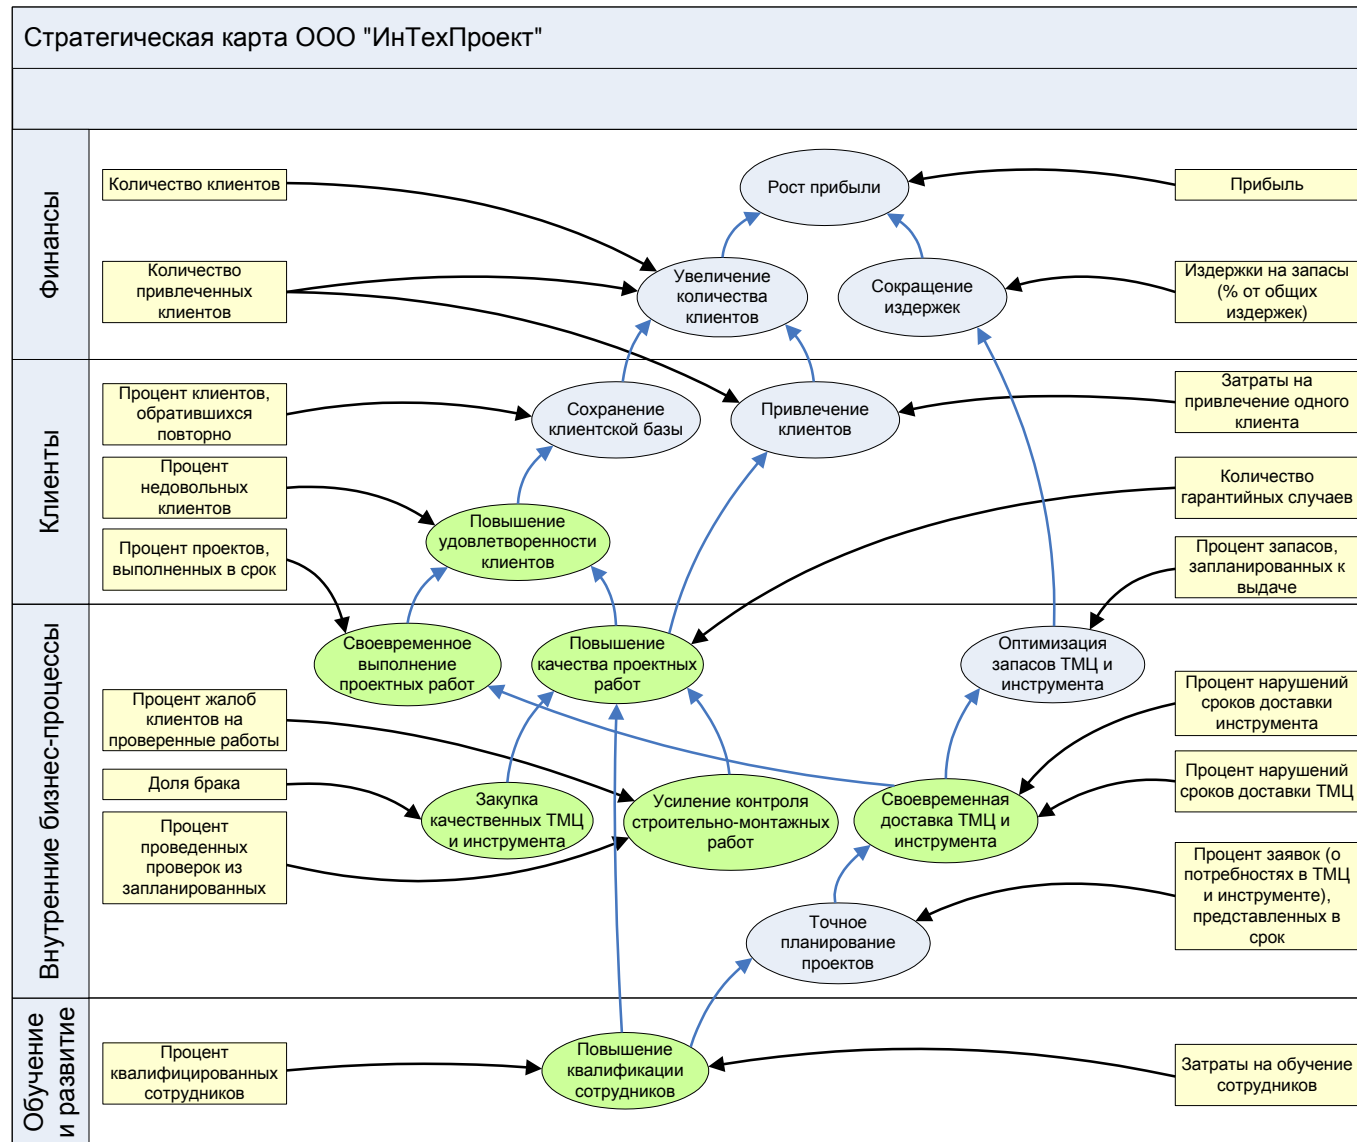 Стратегическая карта ООО "ИнТехПроект"
Финансы
Количество клиентов
Рост прибыли
Прибыль
Количество
привлеченных
клиентов
Увеличение
количества
клиентов
Сокращение
издержек
Издержки на запасы
(% от общих
издержек)
Клиенты
Процент клиентов,
обратившихся
повторно
Сохранение
клиентской базы
Привлечение
клиентов
Затраты на
привлечение одного
клиента
Процент
недовольных
клиентов
Количество
гарантийных случаев
Повышение
удовлетворенности
клиентов
Процент проектов,
выполненных в срок
Процент запасов,
запланированных к
выдаче
Внутренние бизнес-процессы
Своевременное
выполнение
проектных работ
Повышение
качества проектных
работ
Оптимизация
запасов ТМЦ и
инструмента
Процент жалоб
клиентов на
проверенные работы
Процент нарушений
сроков доставки
инструмента
Доля брака
Процент нарушений
сроков доставки ТМЦ
Закупка
качественных ТМЦ
и инструмента
Усиление контроля
строительно-монтажных
работ
Своевременная
доставка ТМЦ и
инструмента
Процент
проведенных
проверок из
запланированных
Процент заявок (о
потребностях в ТМЦ
и инструменте),
представленных в
срок
Точное
планирование
проектов
Обучение
и развитие
Процент
квалифицированных
сотрудников
Повышение
квалификации
сотрудников
Затраты на обучение
сотрудников